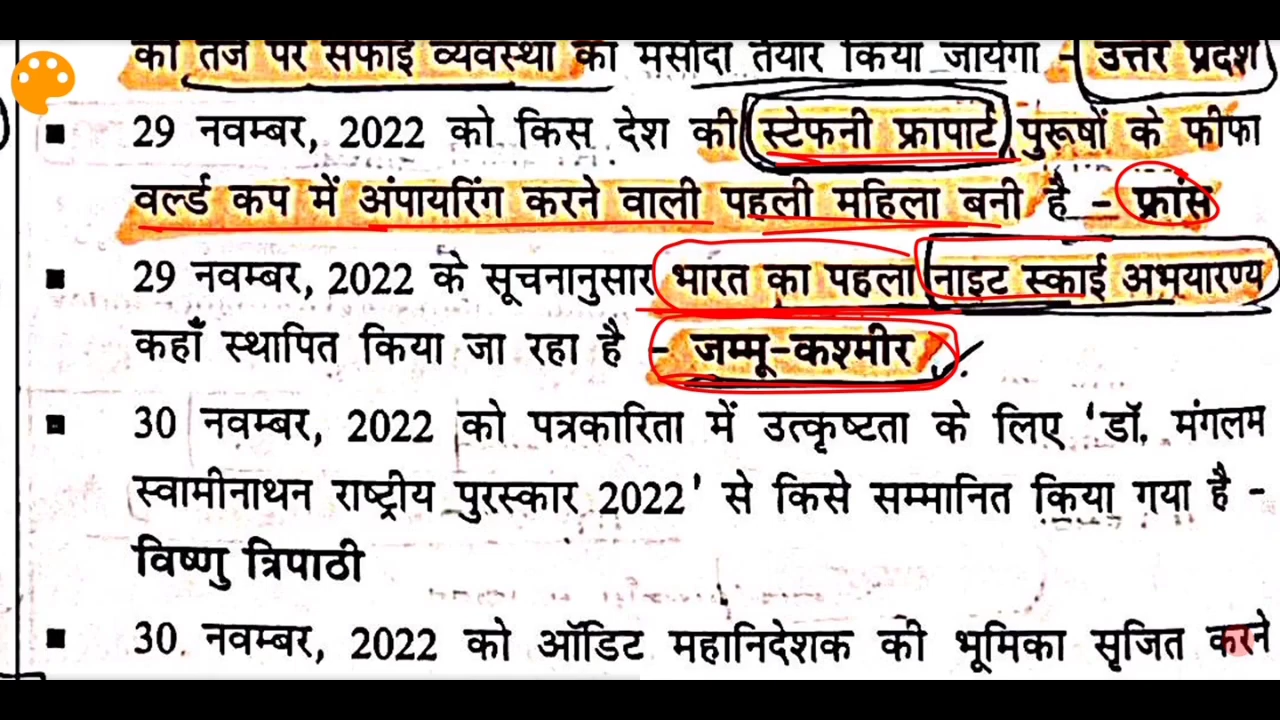 की तर्ज पर सफाई व्यवस्था का मसौदा तैयार किया जायेगा - उत्तर प्रदेश
29 नवम्बर, 2022 को किस देश की स्टेफनी फ्रापार्ट पुरूषों के फीफा
वर्ल्ड कप में अंपायरिंग करने वाली पहली महिला बनी है - फ्रांस
29 नवम्बर, 2022 के सूचनानुसार भारत का पहला नाइट स्काई अभयारण्य
कहाँ स्थापित किया जा रहा है - जम्मू-कश्मीर
30 नवम्बर, 2022 को पत्रकारिता में उत्कृष्टता के लिए 'डॉ. मंगलम
स्वामीनाथन राष्ट्रीय पुरस्कार 2022' से किसे सम्मानित किया गया है -
विष्णु त्रिपाठी
30 नवम्बर, 2022 को ऑडिट महानिदेशक की भूमिका सृजित करने